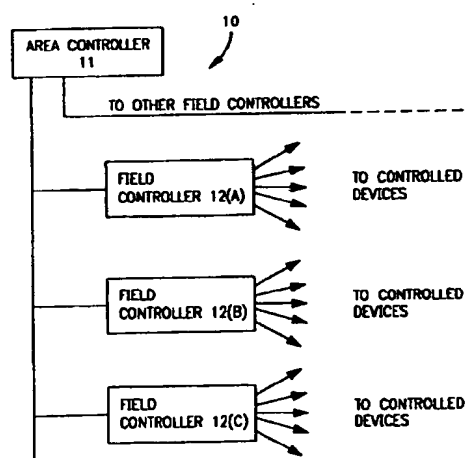 10
AREA CONTROLLER
11
TO OTHER FIELD CONTROLLERS
FIELD
CONTROLLER 12(A)
TO CONTROLLED
DEVICES
FIELD
CONTROLLER 12(B)
TO CONTROLLED
DEVICES
FIELD
CONTROLLER 12(C)
TO CONTROLLED
DEVICES